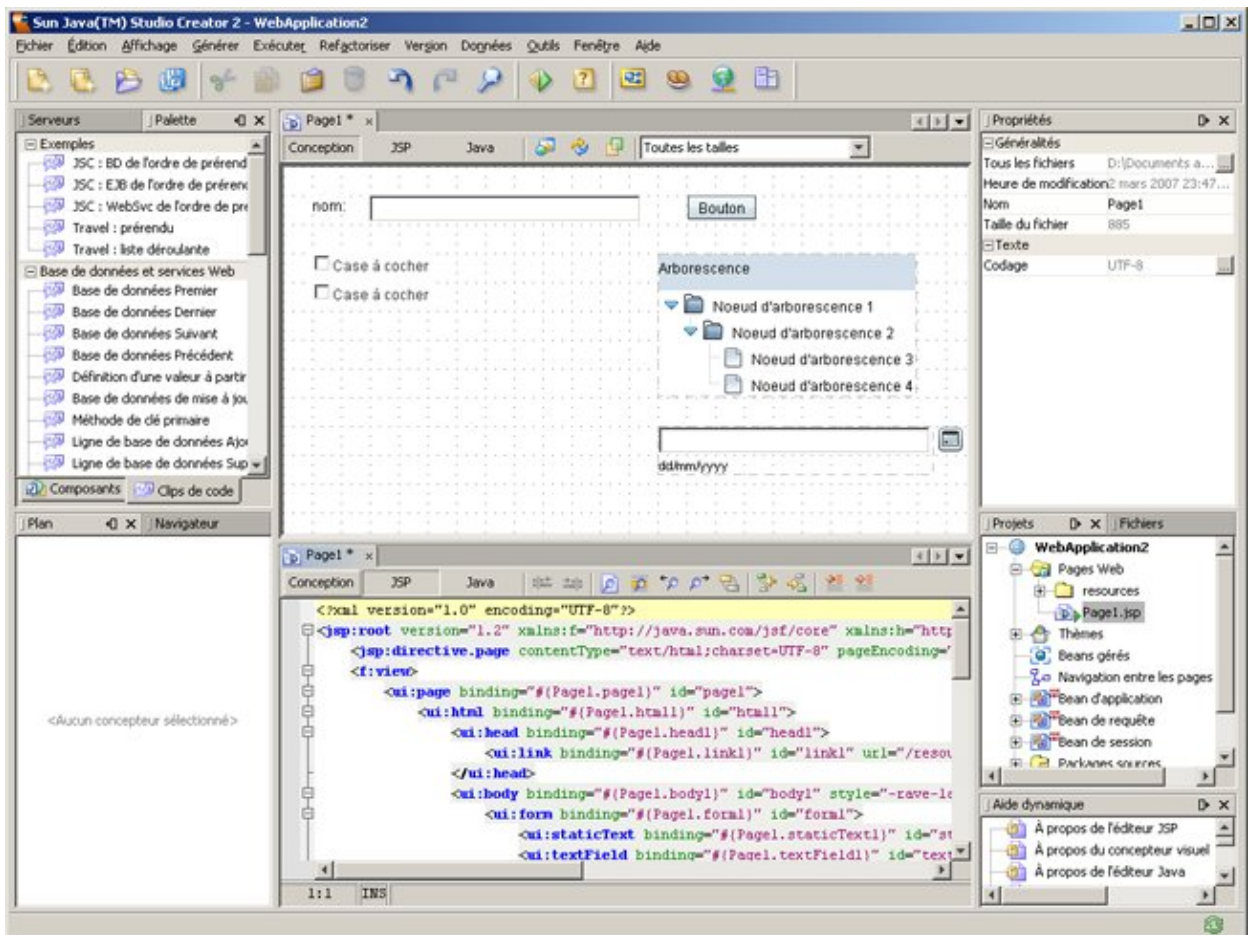 Sun Java(TM) Studio Creator 2 - WebApplication2
Fichier Édition Affichage Générer Exécuter Refactoriser Version Données Outils Fenêtre Aide
Serveurs Palette
Exemples
JSC : BD de l'ordre de prérend
JSC : EJB de l'ordre de préren
JSC : WebSvc de l'ordre de pre
Travel : prérendu
Travel : liste déroulante
Base de données et services Web
Base de données Premier
Base de données Dernier
Base de données Suivant
Base de données Précédent
Définition d'une valeur à partir
Base de données de mise à jou
Méthode de clé primaire
Ligne de base de données Ajo
Ligne de base de données Sup
Composants Clips de code
Plan Navigateur
<Aucun concepteur sélectionné>
Page1 *
Conception JSP Java Toutes les tailles
nom: Bouton
Case à cocher
Case à cocher
Arborescence
Noeud d'arborescence 1
Noeud d'arborescence 2
Noeud d'arborescence 3
Noeud d'arborescence 4
dd/mm/yyyy
Page1 *
Conception JSP Java
<?xml version="1.0" encoding="UTF-8"?>
<jsp:root version="1.2" xmlns:f="http://java.sun.com/jsf/core" xmlns:h="http
<jsp:directive.page contentType="text/html;charset=UTF-8" pageEncoding="
<f:view>
<ui:page binding="#{Page1.page1}" id="page1">
<ui:html binding="#{Page1.html1}" id="html1">
<ui:head binding="#{Page1.head1}" id="head1">
<ui:link binding="#{Page1.link1}" id="link1" url="/resou
</ui:head>
<ui:body binding="#{Page1.body1}" id="body1" style="-rave-la
<ui:form binding="#{Page1.form1}" id="form1">
<ui:staticText binding="#{Page1.staticText1}" id="st
<ui:textField binding="#{Page1.textField1}" id="text
1:1 INS
Propriétés
Généralités
Tous les fichiers D:\Documents a...
Heure de modification 2 mars 2007 23:47...
Nom Page1
Taille du fichier 885
Texte
Codage UTF-8
Projets Fichiers
WebApplication2
Pages Web
resources
Page1.jsp
Thèmes
Beans gérés
Navigation entre les pages
Bean d'application
Bean de requête
Bean de session
Packages sources
Aide dynamique
À propos de l'éditeur JSP
À propos du concepteur visuel
À propos de l'éditeur Java